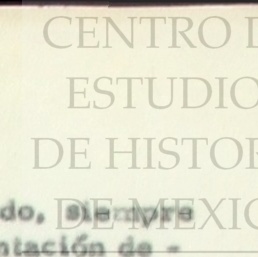 CENTRO D
ESTUDIO
DE HISTOR
DE MEXIC
do, siempre
ntación de -